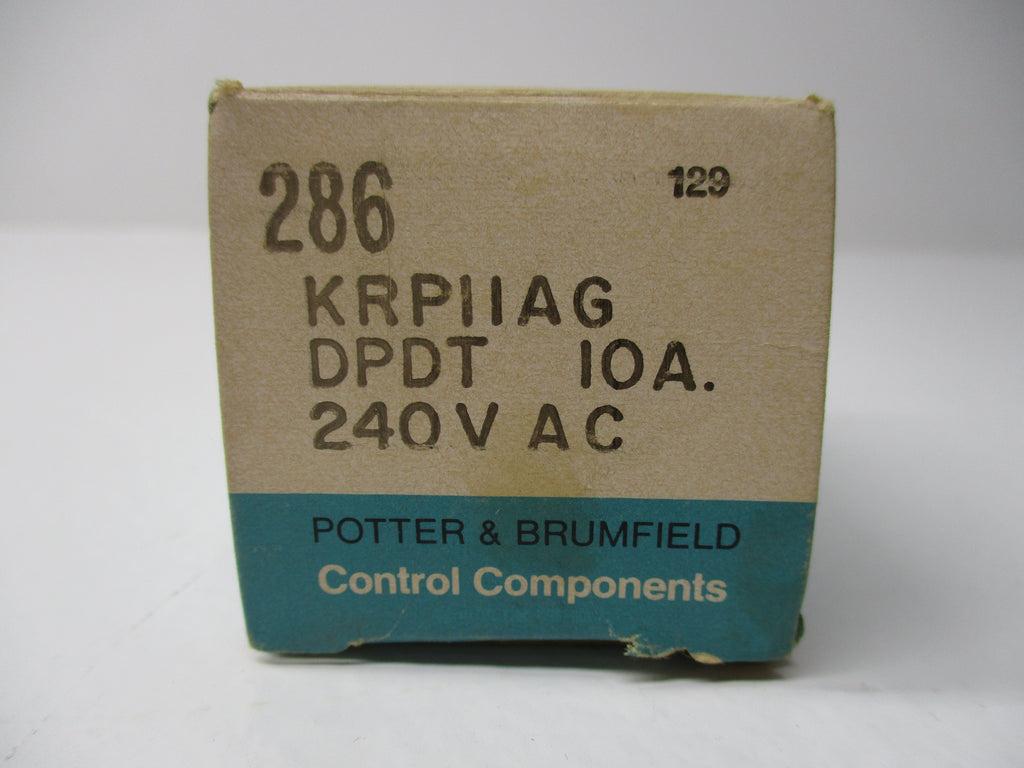 286 129
KRP11AG
DPDT 10A.
240V AC
POTTER & BRUMFIELD
Control Components